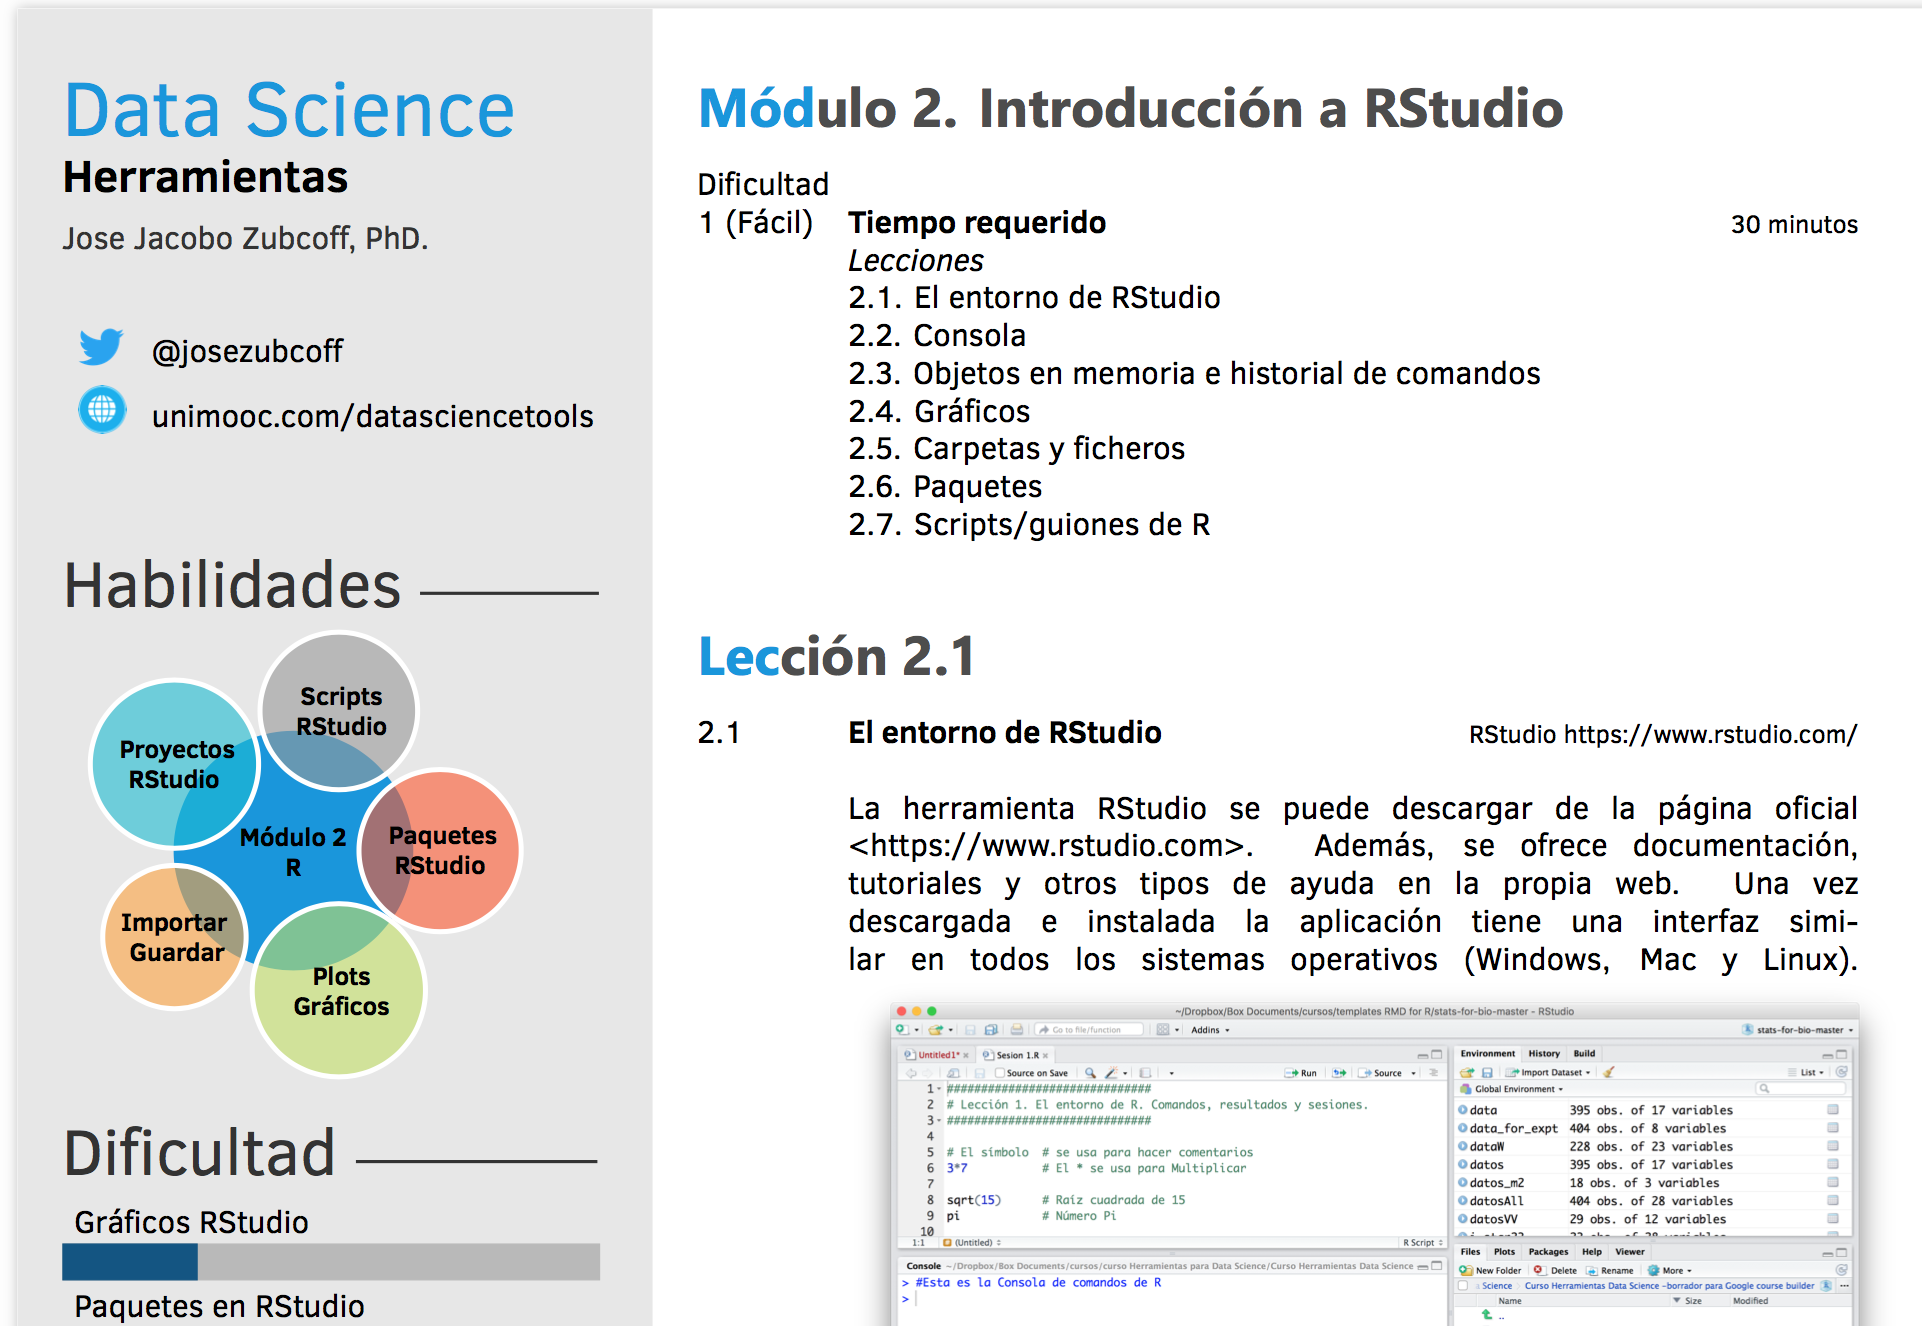 Data Science
Herramientas
Jose Jacobo Zubcoff, PhD.
@josezubcoff
unimooc.com/datasciencetools
Habilidades
Scripts
RStudio
Proyectos
RStudio
Módulo 2
R
Paquetes
RStudio
Importar
Guardar
Plots
Gráficos
Dificultad
Gráficos RStudio
Paquetes en RStudio
Módulo 2. Introducción a RStudio
Dificultad
1 (Fácil) Tiempo requerido 30 minutos
Lecciones
2.1. El entorno de RStudio
2.2. Consola
2.3. Objetos en memoria e historial de comandos
2.4. Gráficos
2.5. Carpetas y ficheros
2.6. Paquetes
2.7. Scripts/guiones de R
Lección 2.1
2.1 El entorno de RStudio RStudio https://www.rstudio.com/
La herramienta RStudio se puede descargar de la página oficial
<https://www.rstudio.com>. Además, se ofrece documentación,
tutoriales y otros tipos de ayuda en la propia web. Una vez
descargada e instalada la aplicación tiene una interfaz simi-
lar en todos los sistemas operativos (Windows, Mac y Linux).
~/Dropbox/Box Documents/cursos/templates RMD for R/stats-for-bio-master - RStudio
Go to file/function Addins stats-for-bio-master
Untitled1* Sesion 1.R
Source on Save Run Source
1 ##############################
2 # Lección 1. El entorno de R. Comandos, resultados y sesiones.
3 ##############################
4
5 # El símbolo # se usa para hacer comentarios
6 3*7 # El * se usa para Multiplicar
7
8 sqrt(15) # Raíz cuadrada de 15
9 pi # Número Pi
10
1:1 (Untitled) R Script
Console ~/Dropbox/Box Documents/cursos/curso Herramientas para Data Science/Curso Herramientas Data Science
> #Esta es la Consola de comandos de R
>
Environment History Build
Import Dataset List
Global Environment
data 395 obs. of 17 variables
data_for_expt 404 obs. of 8 variables
dataW 228 obs. of 23 variables
datos 395 obs. of 17 variables
datos_m2 18 obs. of 3 variables
datosAll 404 obs. of 28 variables
datosVV 29 obs. of 12 variables
Files Plots Packages Help Viewer
New Folder Delete Rename More
Science Curso Herramientas Data Science -borrador para Google course builder ...
Name Size Modified
..